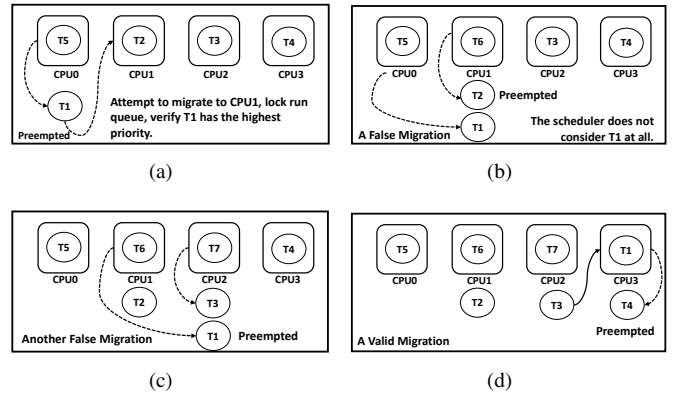 T5 T2 T3 T4
CPU0 CPU1 CPU2 CPU3
T1
Attempt to migrate to CPU1, lock run
queue, verify T1 has the highest
priority.
Preempted
(a)
T5 T6 T3 T4
CPU0 CPU1 CPU2 CPU3
T2 Preempted
T1
The scheduler does not
consider T1 at all.
A False Migration
(b)
T5 T6 T7 T4
CPU0 CPU1 CPU2 CPU3
T2 T3
T1 Preempted
Another False Migration
(c)
T5 T6 T7 T1
CPU0 CPU1 CPU2 CPU3
T2 T3 T4
Preempted
A Valid Migration
(d)